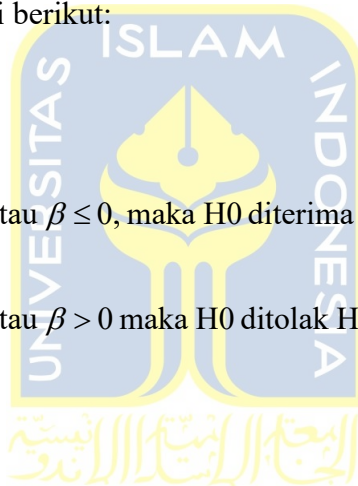 i berikut:
ISLAM
UNIVERSITAS
INDONESIA
tau β ≤ 0, maka H0 diterima
tau β > 0 maka H0 ditolak H